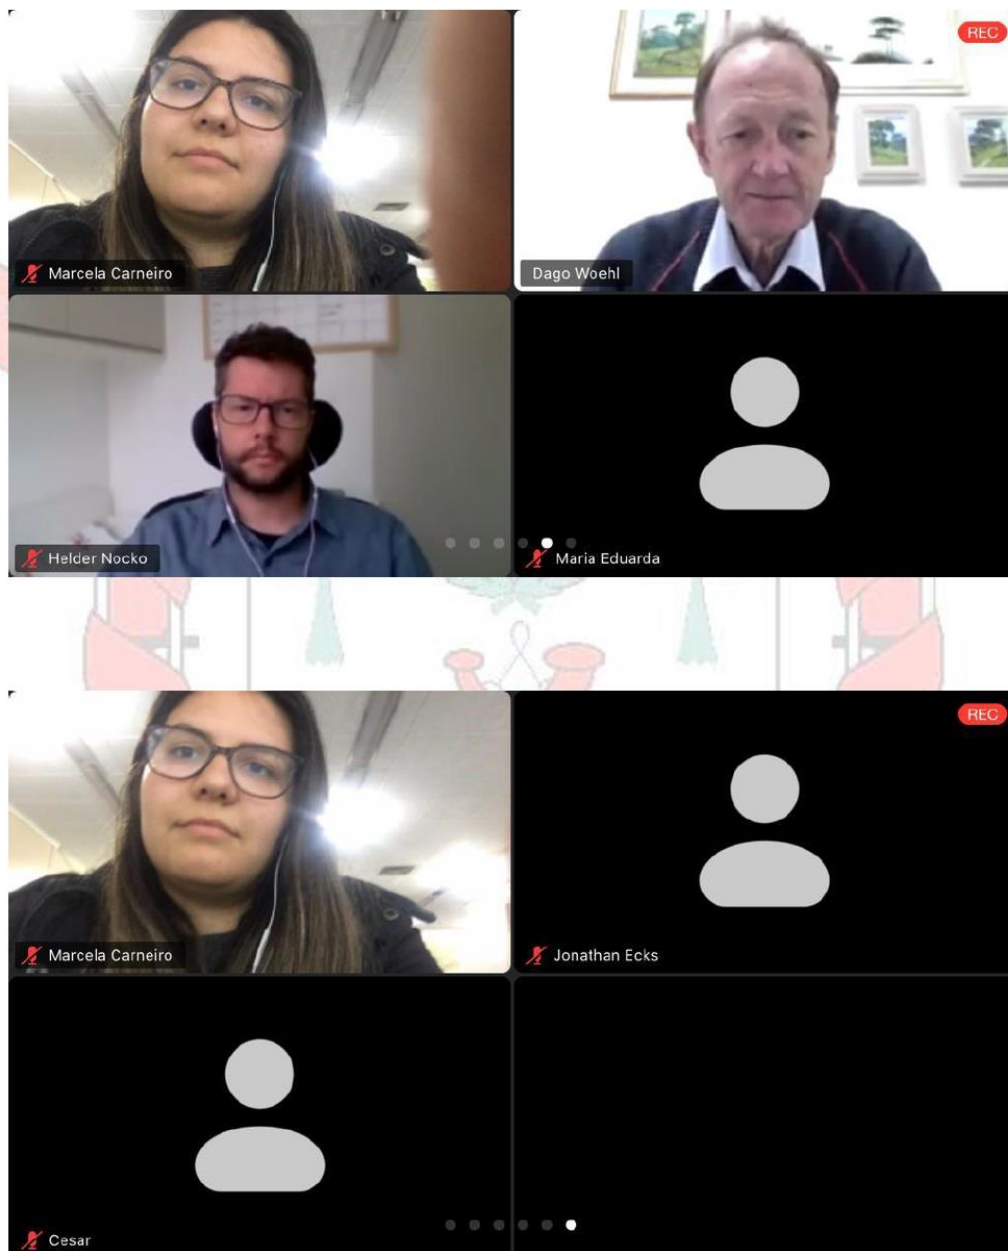 REC
Marcela Carneiro
Dago Woehl
Helder Nocko
Maria Eduarda
REC
Marcela Carneiro
Jonathan Ecks
Cesar